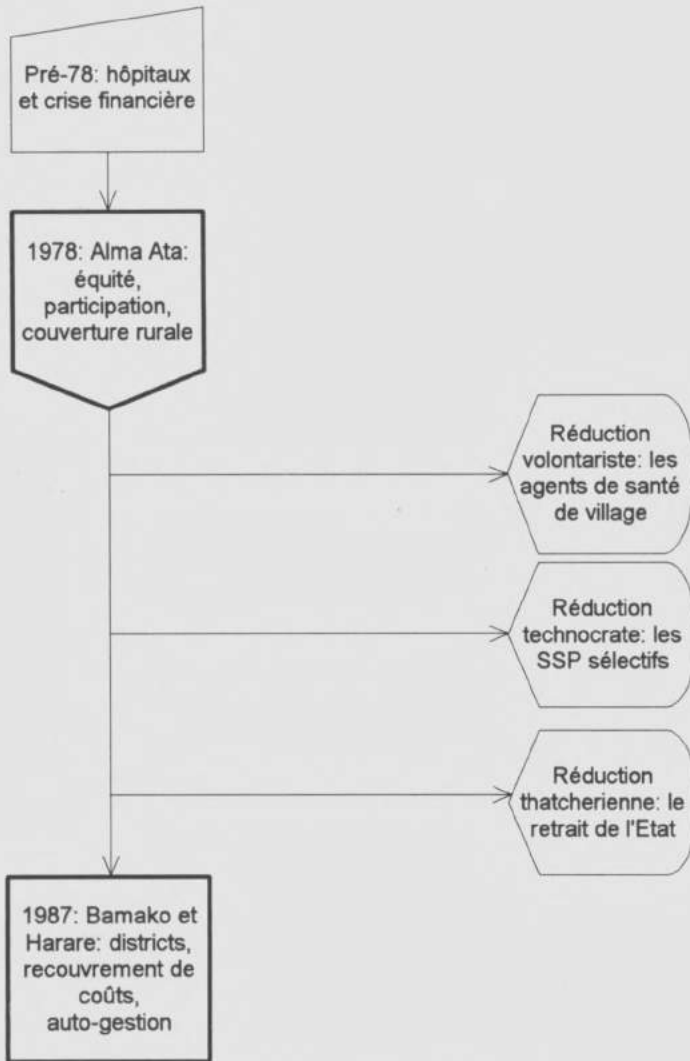 Pré-78: hôpitaux
et crise financière
1978: Alma Ata:
équité,
participation,
couverture rurale
Réduction
volontariste: les
agents de santé
de village
Réduction
technocrate: les
SSP sélectifs
Réduction
thatcherienne: le
retrait de l'Etat
1987: Bamako et
Harare: districts,
recouvrement de
coûts,
auto-gestion